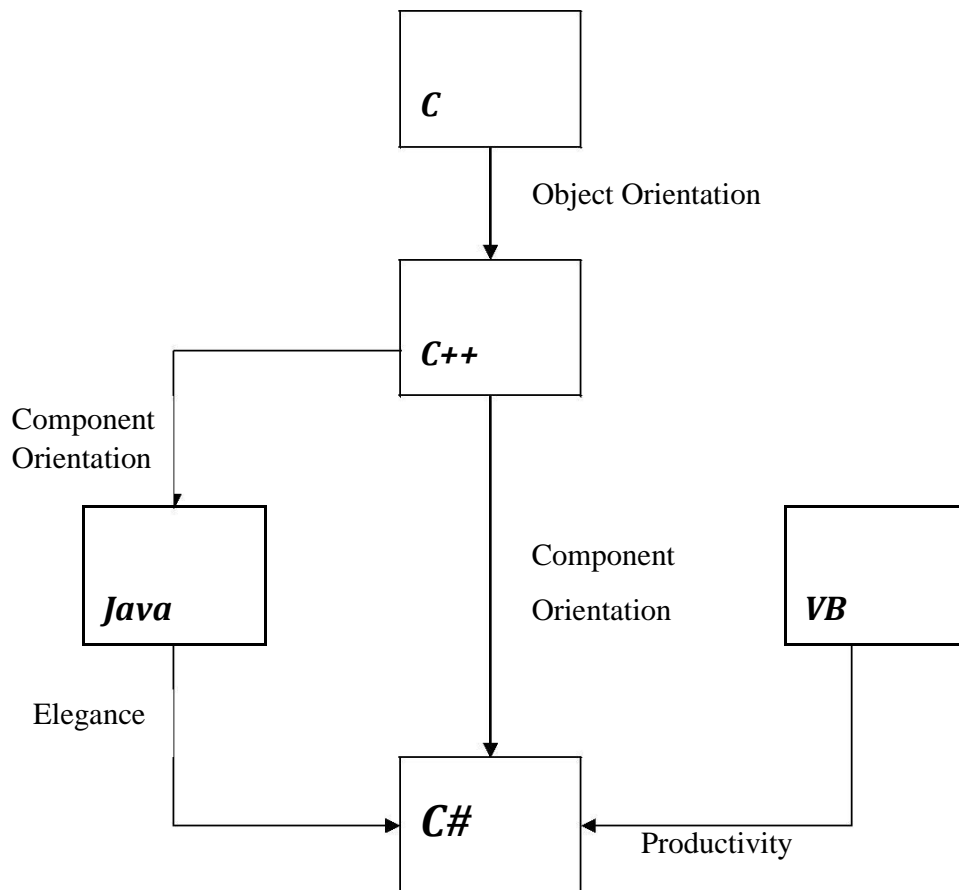 C
Object Orientation
C++
Component
Orientation
Component
Orientation
Java
VB
Elegance
C#
Productivity